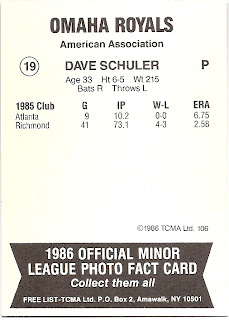 OMAHA ROYALS
American Association
19 DAVE SCHULER P
Age 33 Ht 6-5 Wt 215
Bats R Throws L
1985 Club G IP W-L ERA
Atlanta 9 10.2 0-0 6.75
Richmond 41 73.1 4-3 2.58
©1986 TCMA Ltd. 106
1986 OFFICIAL MINOR
LEAGUE PHOTO FACT CARD
Collect them all
FREE LIST-TCMA Ltd. P.O. Box 2, Amawalk, NY 10501